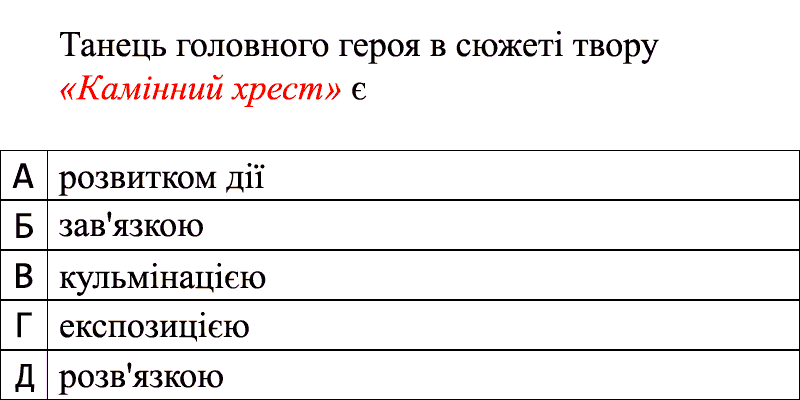 Танець головного героя в сюжеті твору
«Камінний хрест» є
А розвитком дії
Б зав'язкою
В кульмінацією
Г експозицією
Д розв'язкою